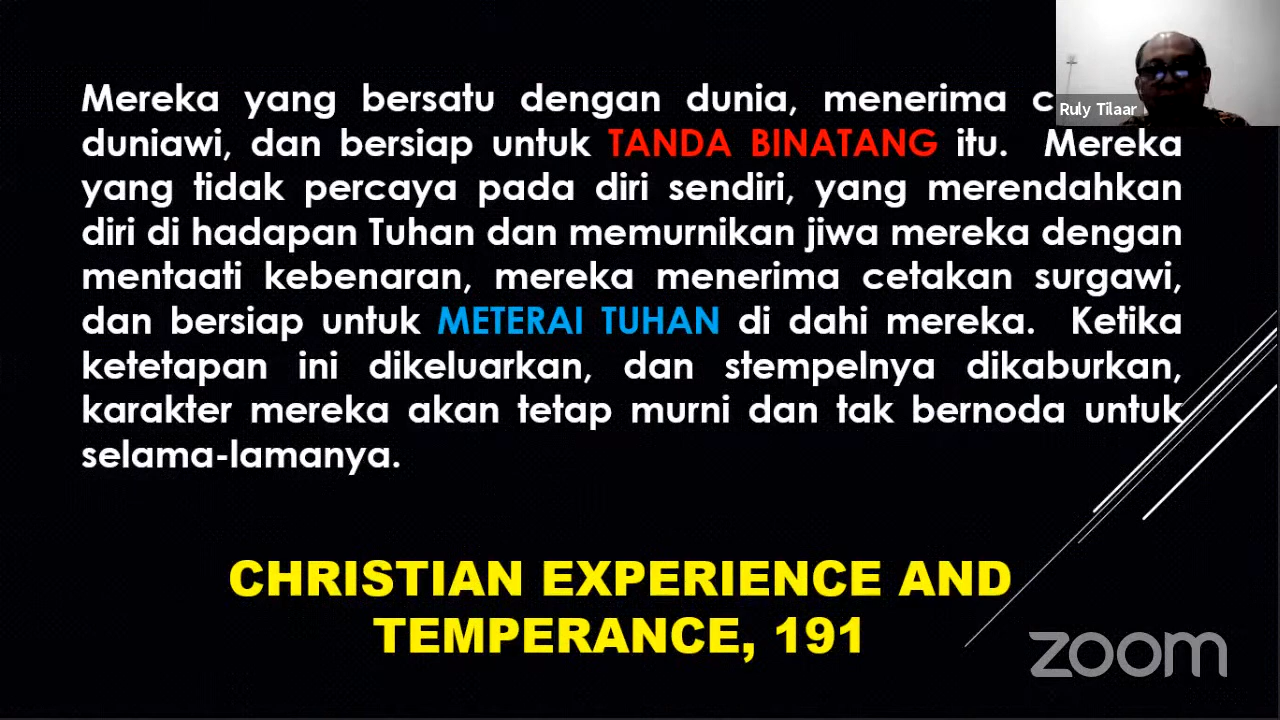 Mereka yang bersatu dengan dunia, menerima
duniawi, dan bersiap untuk TANDA BINATANG itu. Mereka
yang tidak percaya pada diri sendiri, yang merendahkan
diri di hadapan Tuhan dan memurnikan jiwa mereka dengan
mentaati kebenaran, mereka menerima cetakan surgawi,
dan bersiap untuk METERAI TUHAN di dahi mereka. Ketika
ketetapan ini dikeluarkan, dan stempelnya dikaburkan,
karakter mereka akan tetap murni dan tak bernoda untuk
selama-lamanya.
CHRISTIAN EXPERIENCE AND
TEMPERANCE, 191
Ruly Tilaar
zoom